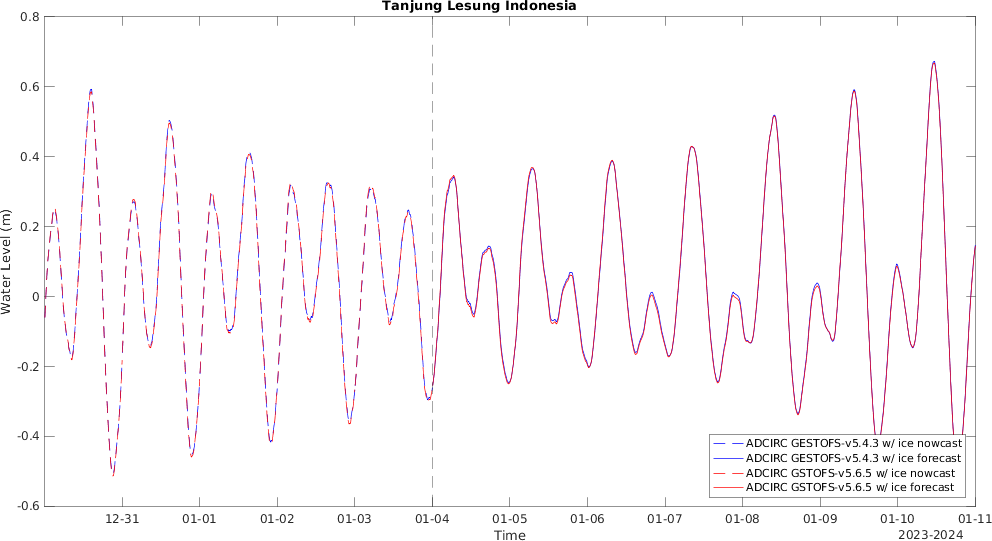 Tanjung Lesung Indonesia
Water Level (m)
0.8
0.6
0.4
0.2
0
-0.2
-0.4
-0.6
ADCIRC GESTOFS-v5.4.3 w/ ice nowcast
ADCIRC GESTOFS-v5.4.3 w/ ice forecast
ADCIRC GSTOFS-v5.6.5 w/ ice nowcast
ADCIRC GSTOFS-v5.6.5 w/ ice forecast
12-31 01-01 01-02 01-03 01-04 01-05 01-06 01-07 01-08 01-09 01-10 01-11
Time
2023-2024